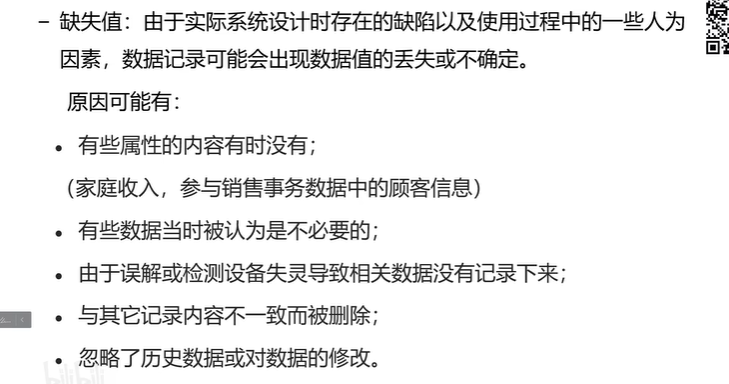 – 缺失值：由于实际系统设计时存在的缺陷以及使用过程中的一些人为
因素，数据记录可能会出现数据值的丢失或不确定。
原因可能有：
• 有些属性的内容有时没有；
（家庭收入，参与销售事务数据中的顾客信息）
• 有些数据当时被认为是不必要的；
• 由于误解或检测设备失灵导致相关数据没有记录下来；
• 与其它记录内容不一致而被删除；
• 忽略了历史数据或对数据的修改。
bilibili